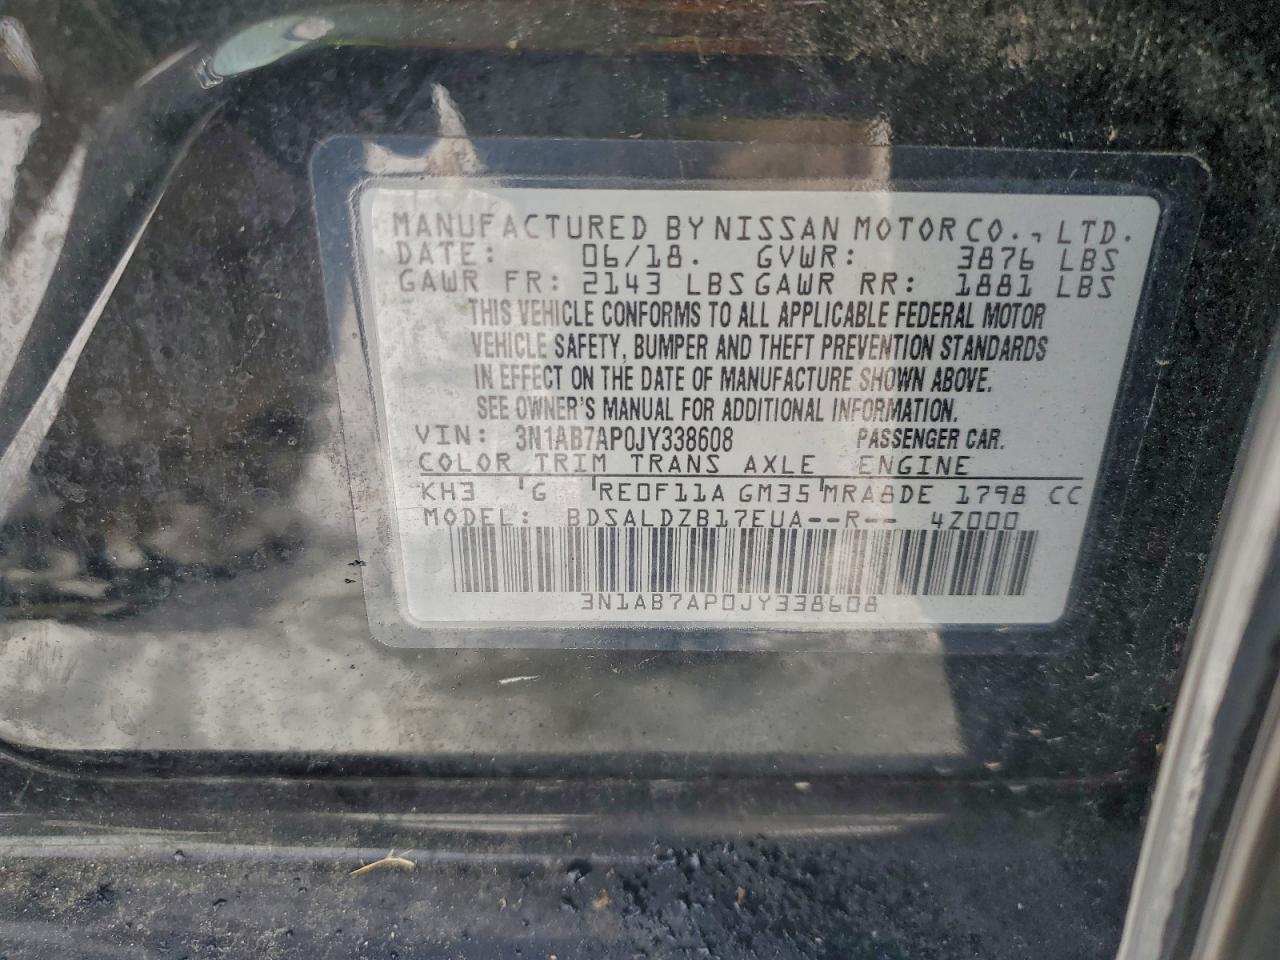 MANUFACTURED BY NISSAN MOTOR CO., LTD.
DATE: 06/18. GVWR: 3876 LBS
GAWR FR: 2143 LBS GAWR RR: 1881 LBS
THIS VEHICLE CONFORMS TO ALL APPLICABLE FEDERAL MOTOR
VEHICLE SAFETY, BUMPER AND THEFT PREVENTION STANDARDS
IN EFFECT ON THE DATE OF MANUFACTURE SHOWN ABOVE.
SEE OWNER'S MANUAL FOR ADDITIONAL INFORMATION.
VIN: 3N1AB7AP0JY338608 PASSENGER CAR.
COLOR TRIM TRANS AXLE ENGINE
KH3 G RE0F11A GM35 MRA8DE 1798 CC
MODEL: BDSALDZB17EUA--R-- 4Z000
3N1AB7AP0JY338608